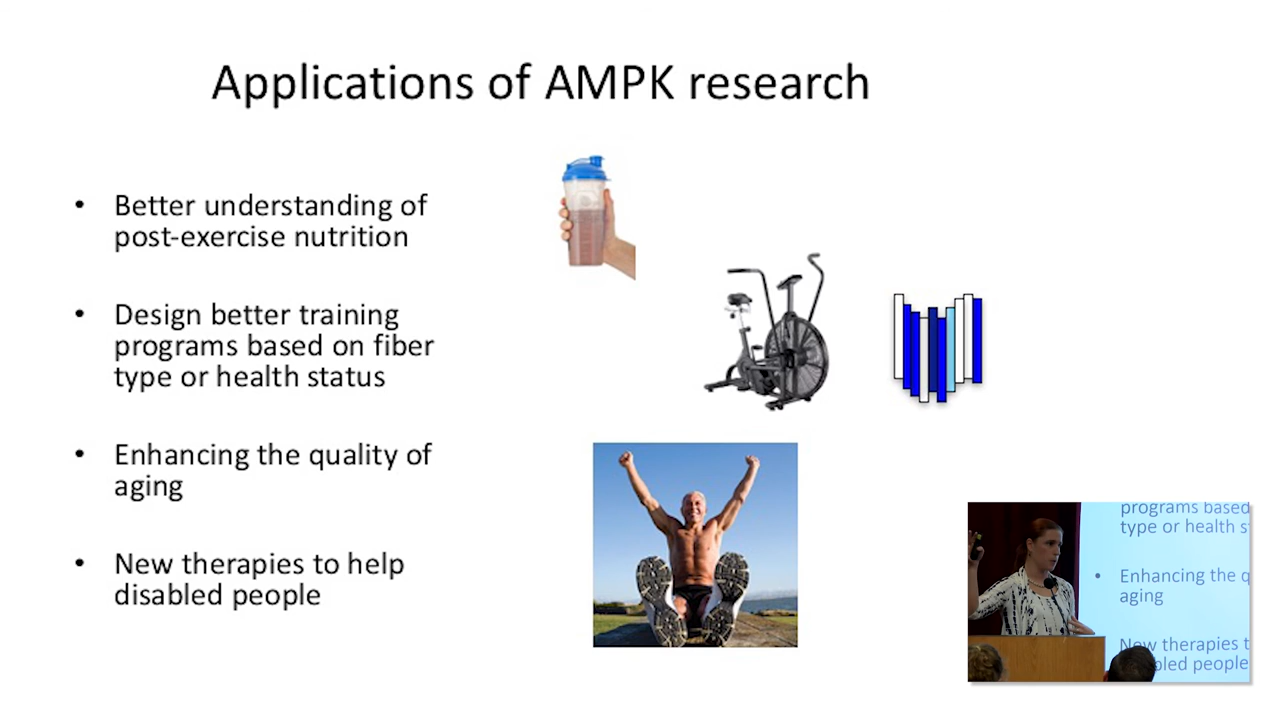 Applications of AMPK research
• Better understanding of
post-exercise nutrition
• Design better training
programs based on fiber
type or health status
• Enhancing the quality of
aging
• New therapies to help
disabled people
programs based
type or health s
• Enhancing the q
aging
New therapies t
bled people